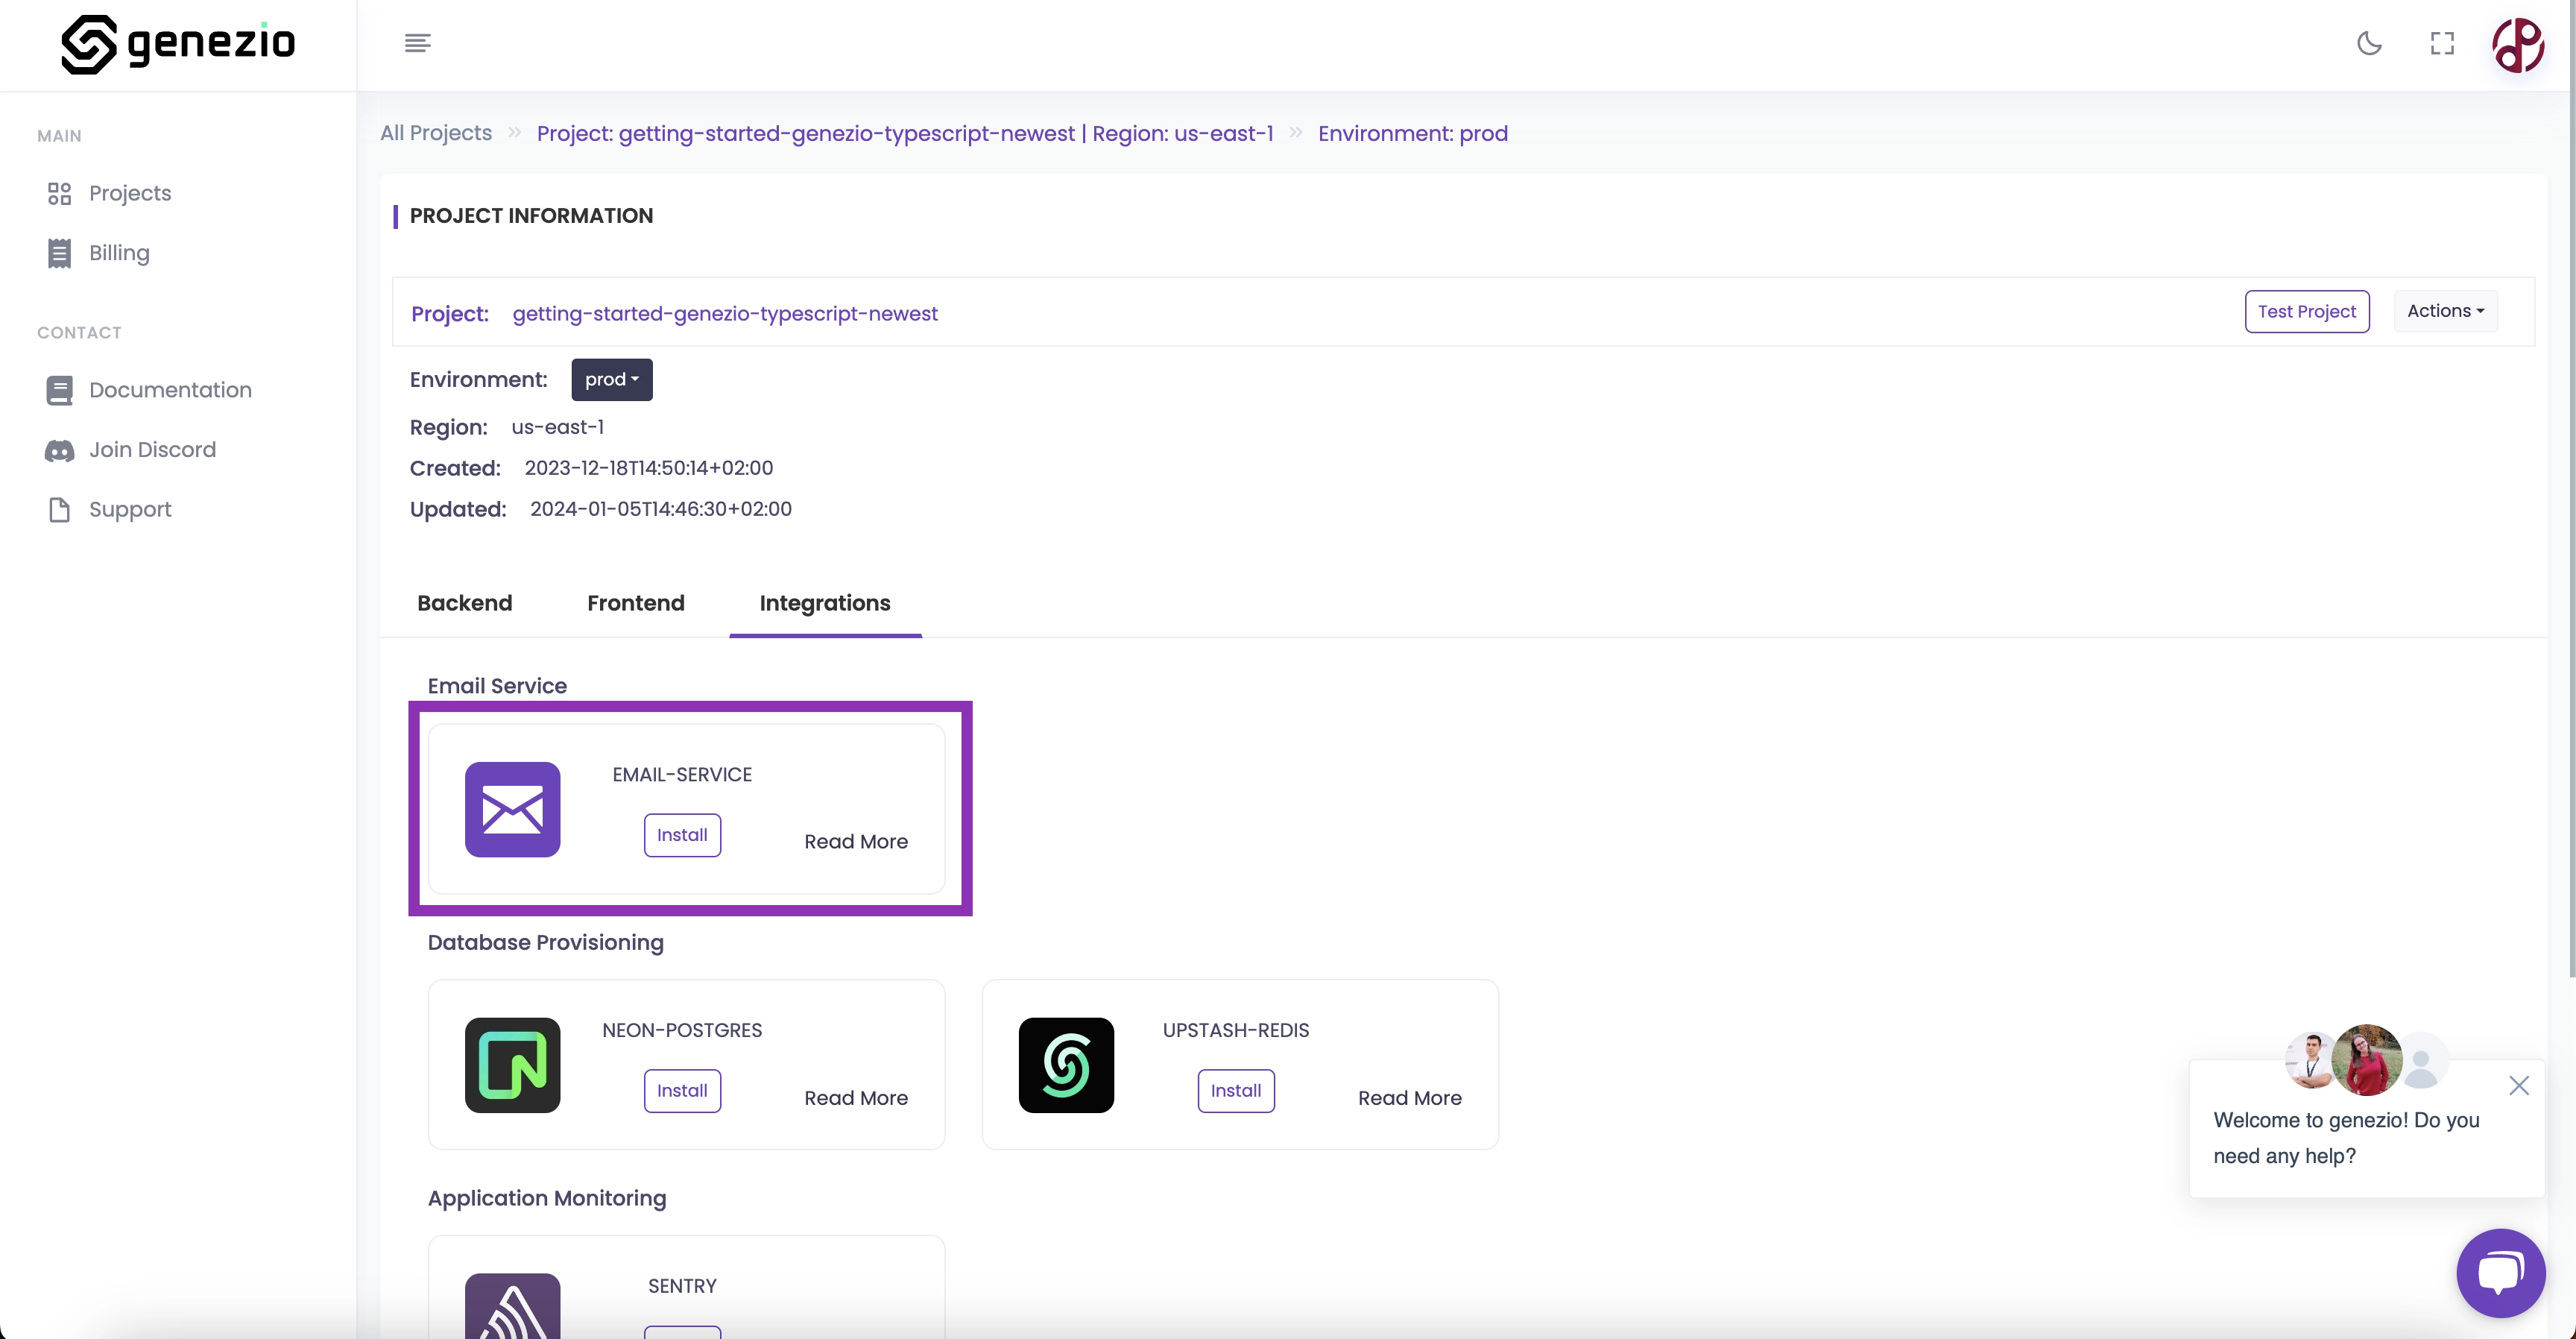 genezio
MAIN
Projects
Billing
CONTACT
Documentation
Join Discord
Support
All Projects » Project: getting-started-genezio-typescript-newest | Region: us-east-1 » Environment: prod
PROJECT INFORMATION
Project: getting-started-genezio-typescript-newest
Test Project
Actions
Environment: prod
Region: us-east-1
Created: 2023-12-18T14:50:14+02:00
Updated: 2024-01-05T14:46:30+02:00
Backend Frontend Integrations
Email Service
EMAIL-SERVICE
Install
Read More
Database Provisioning
NEON-POSTGRES
Install
Read More
UPSTASH-REDIS
Install
Read More
Application Monitoring
SENTRY
Welcome to genezio! Do you
need any help?